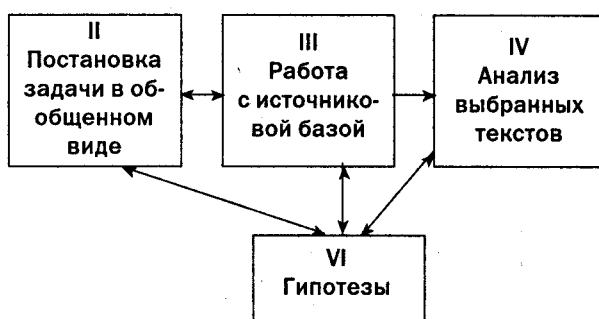 II
Постановка
задачи в об-
общенном
виде
III
Работа
с источнико-
вой базой
IV
Анализ
выбранных
текстов
VI
Гипотезы